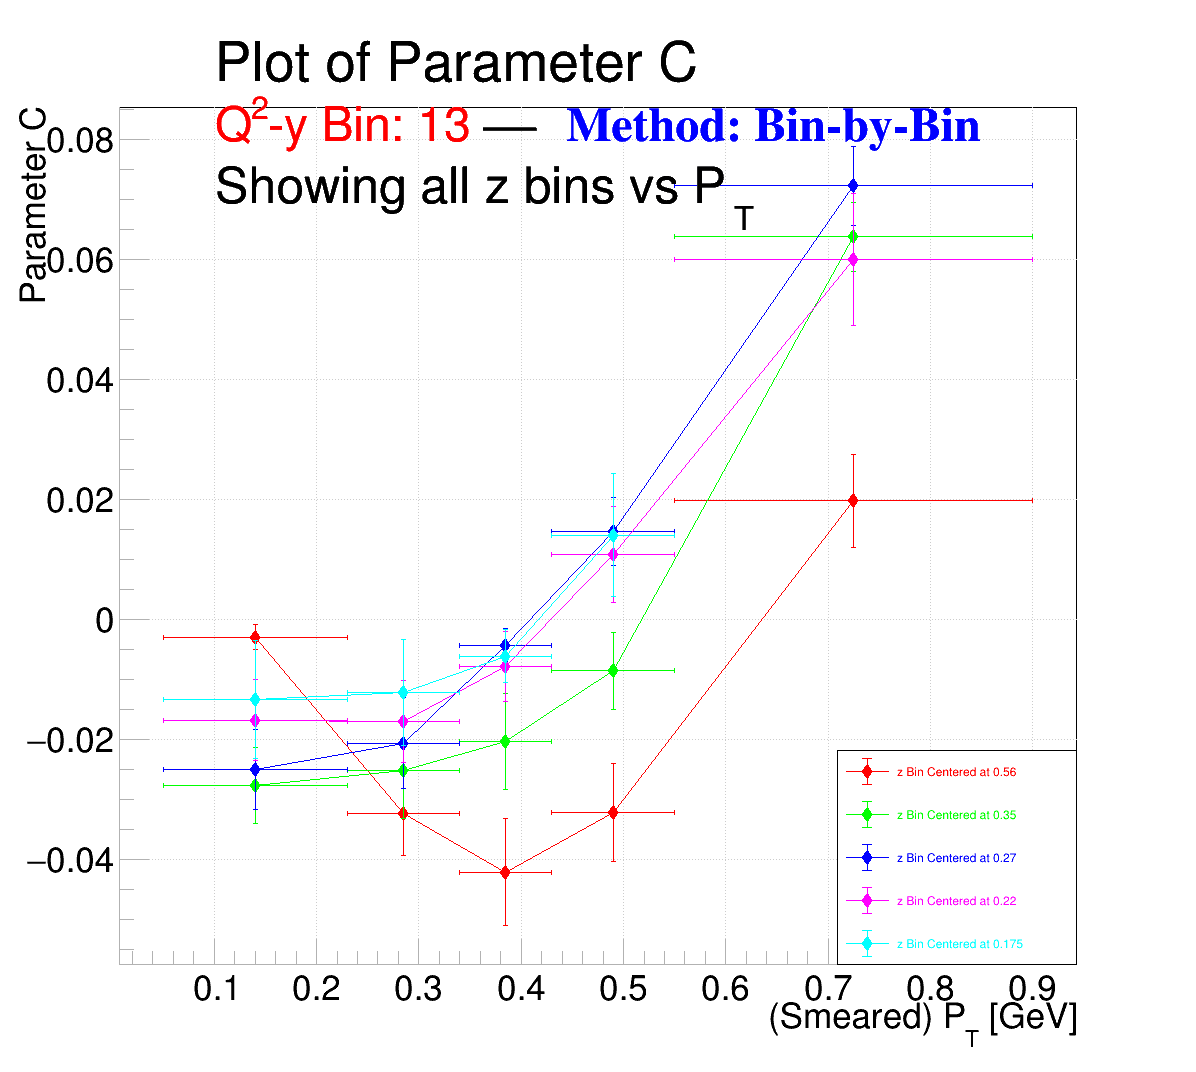 Plot of Parameter C
Q2-y Bin: 13 — Method: Bin-by-Bin
Showing all z bins vs PT
Parameter C
0.08
0.06
0.04
0.02
0
−0.02
−0.04
z Bin Centered at 0.56
z Bin Centered at 0.35
z Bin Centered at 0.27
z Bin Centered at 0.22
z Bin Centered at 0.175
0.1 0.2 0.3 0.4 0.5 0.6 0.7 0.8 0.9
(Smeared) PT [GeV]